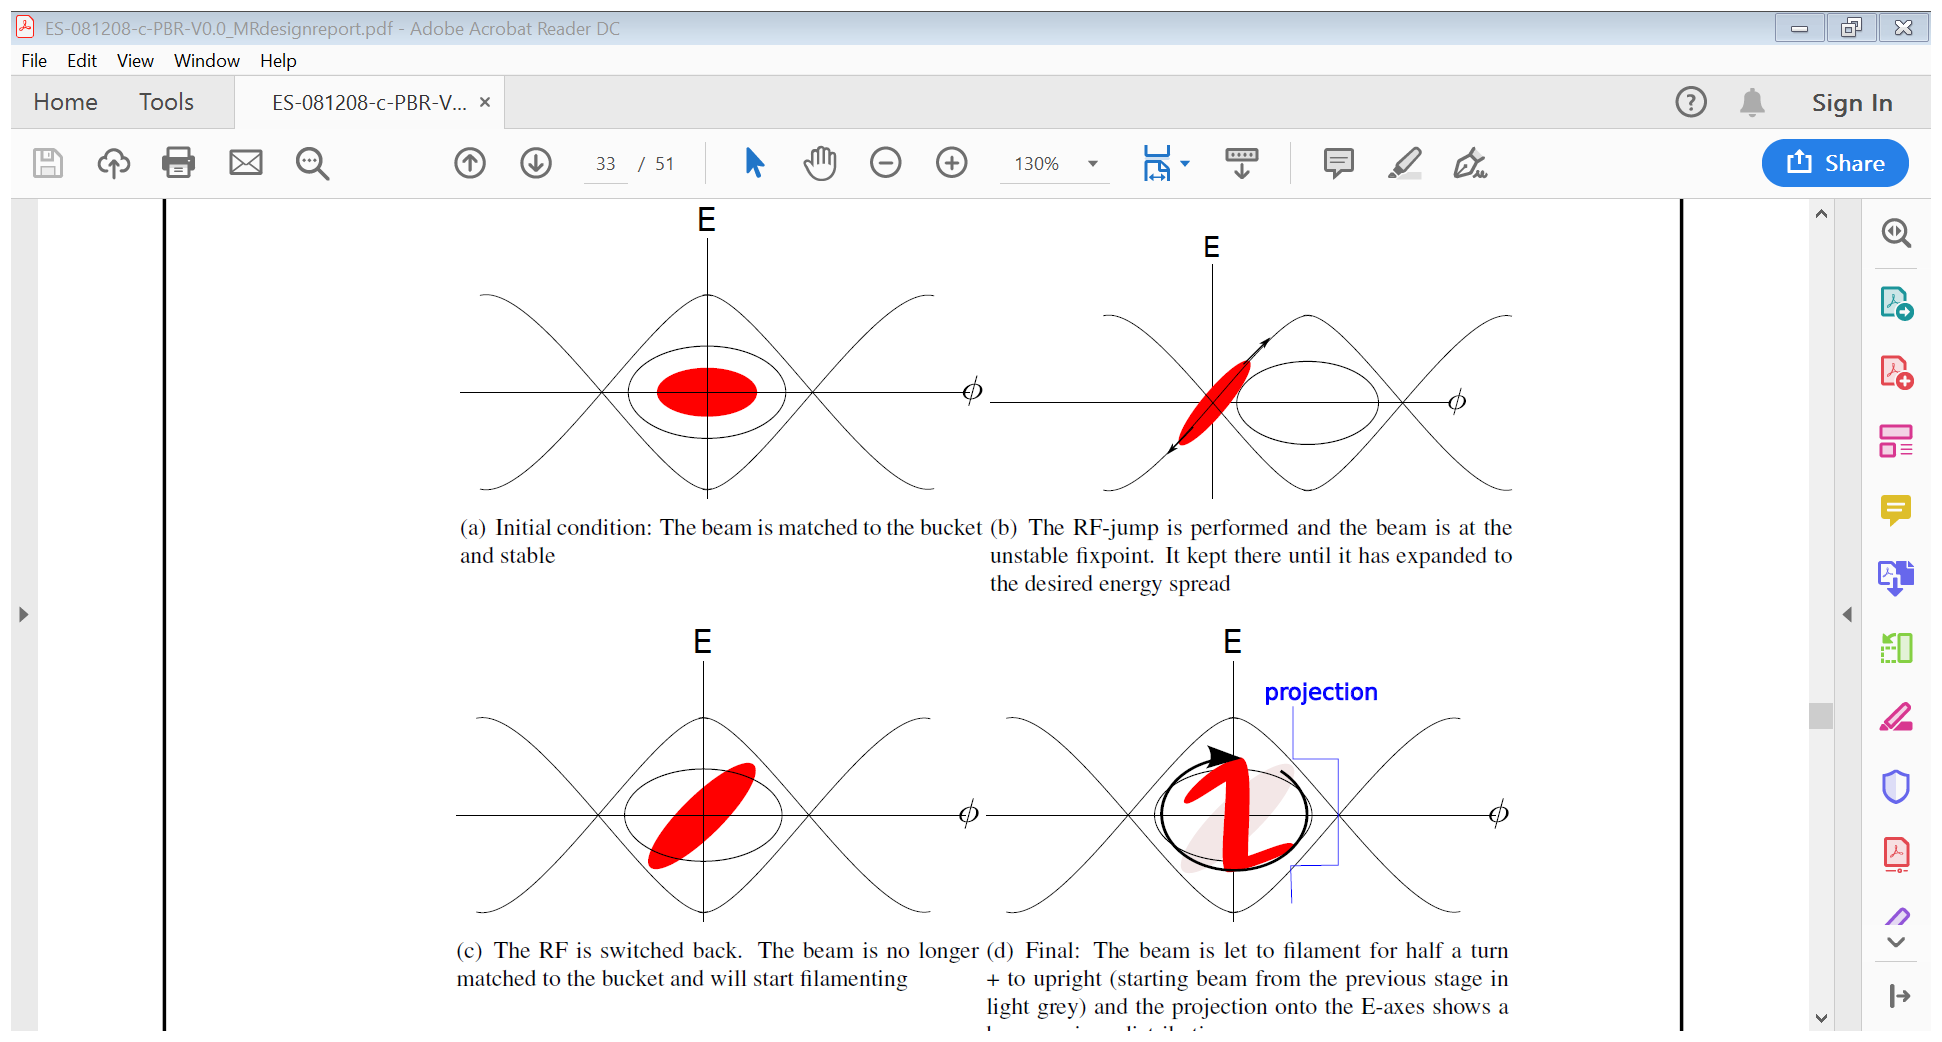 ES-081208-c-PBR-V0.0_MRdesignreport.pdf - Adobe Acrobat Reader DC
File Edit View Window Help
Home Tools ES-081208-c-PBR-V... × Sign In
33 / 51 130% Share
E
E
ϕ
ϕ
(a) Initial condition: The beam is matched to the bucket
and stable
(b) The RF-jump is performed and the beam is at the
unstable fixpoint. It kept there until it has expanded to
the desired energy spread
E
E
projection
ϕ
ϕ
(c) The RF is switched back. The beam is no longer
matched to the bucket and will start filamenting
(d) Final: The beam is let to filament for half a turn
+ to upright (starting beam from the previous stage in
light grey) and the projection onto the E-axes shows a